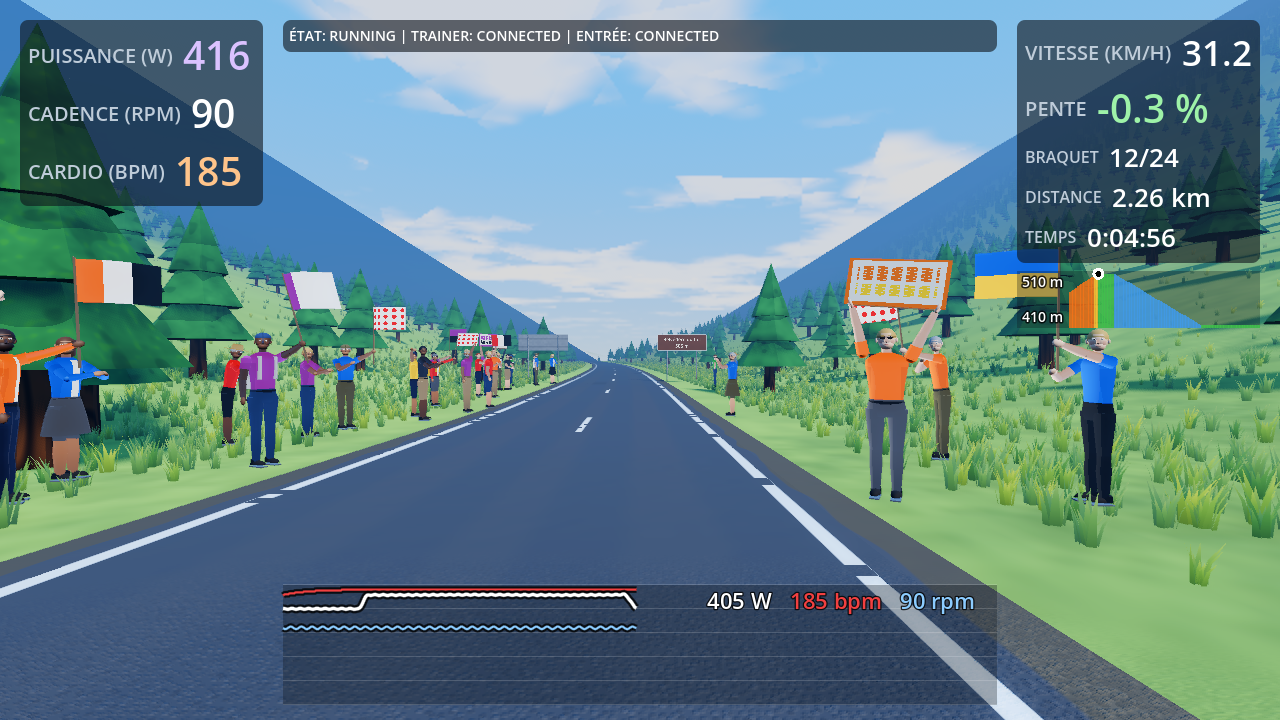 PUISSANCE (W) 416
CADENCE (RPM) 90
CARDIO (BPM) 185
ÉTAT: RUNNING | TRAINER: CONNECTED | ENTRÉE: CONNECTED
VITESSE (KM/H) 31.2
PENTE -0.3 %
BRAQUET 12/24
DISTANCE 2.26 km
TEMPS 0:04:56
510 m
410 m
405 W 185 bpm 90 rpm